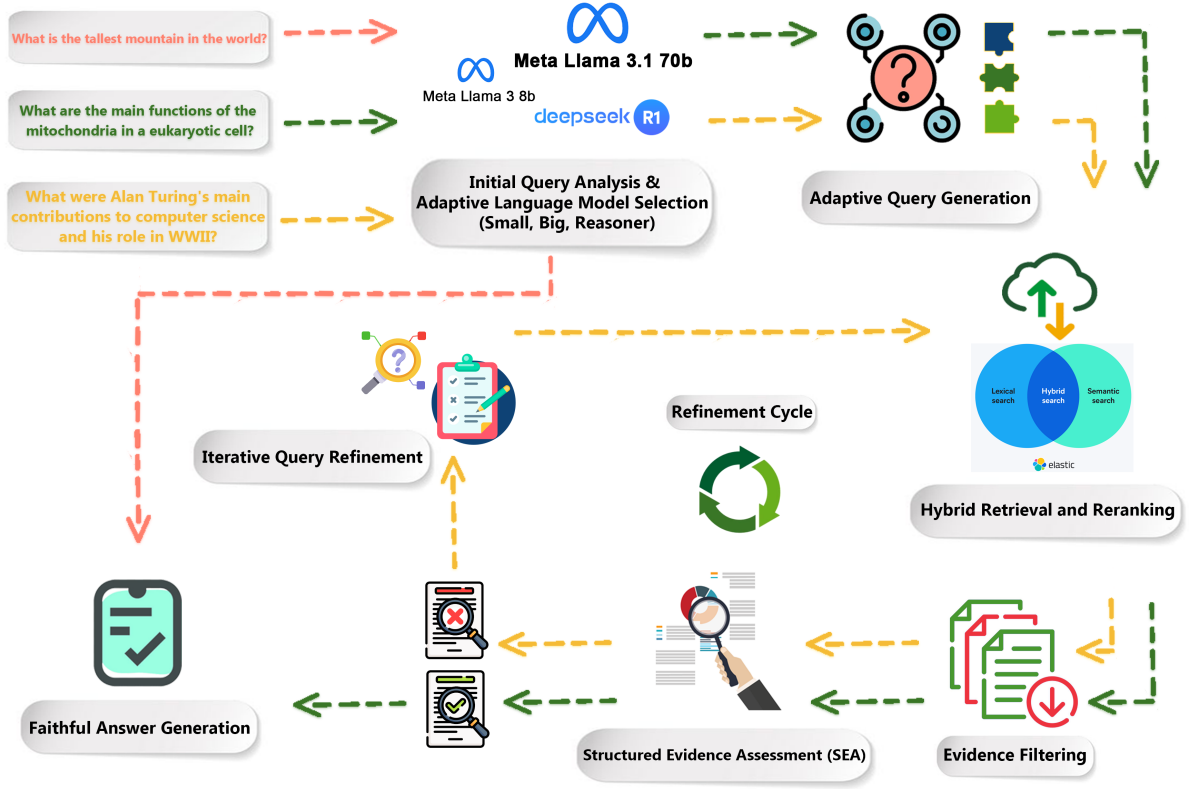 What is the tallest mountain in the world?
Meta Llama 3.1 70b
Meta Llama 3 8b
What are the main functions of the
mitochondria in a eukaryotic cell?
deepseek R1
What were Alan Turing's main
contributions to computer science
and his role in WWII?
Initial Query Analysis &
Adaptive Language Model Selection
(Small, Big, Reasoner)
?
Adaptive Query Generation
?
Iterative Query Refinement
Refinement Cycle
Lexical
search
Hybrid
search
Semantic
search
elastic
Hybrid Retrieval and Reranking
Faithful Answer Generation
Structured Evidence Assessment (SEA)
Evidence Filtering